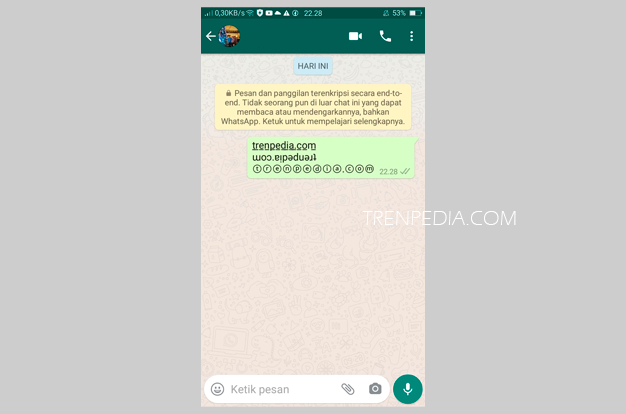 0,30KB/s 22.28 53%
HARI INI
Pesan dan panggilan terenkripsi secara end-to-
end. Tidak seorang pun di luar chat ini yang dapat
membaca atau mendengarkannya, bahkan
WhatsApp. Ketuk untuk mempelajari selengkapnya.
trenpedia.com
ɯoɔ.ɐıpǝduǝɹʇ
ⓣⓡⓔⓝⓟⓔⓓⓘⓐ.ⓒⓞⓜ 22.28
TRENPEDIA.COM
Ketik pesan